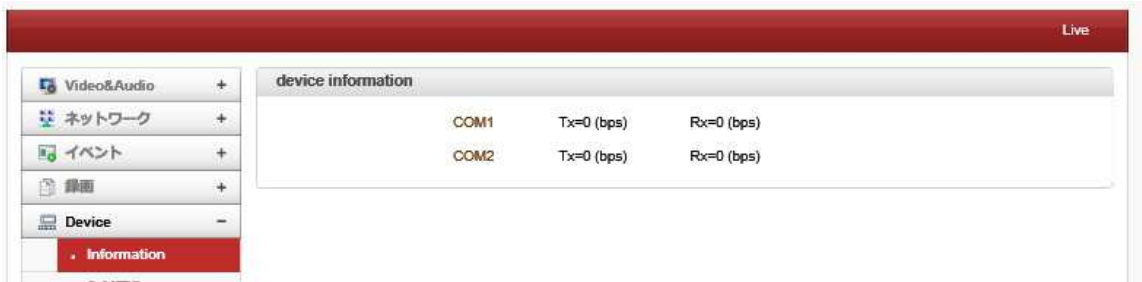 Live
Video&Audio +
ネットワーク +
イベント +
録画 +
Device −
. Information
device information
COM1 Tx=0 (bps) Rx=0 (bps)
COM2 Tx=0 (bps) Rx=0 (bps)